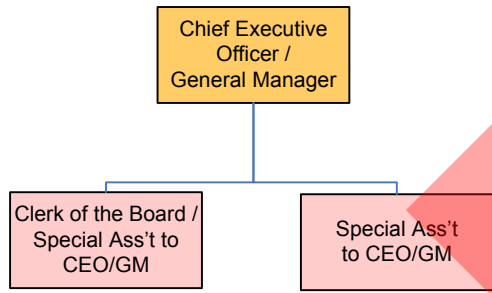 Chief Executive
Officer /
General Manager
Clerk of the Board /
Special Ass’t to
CEO/GM
Special Ass’t
to CEO/GM